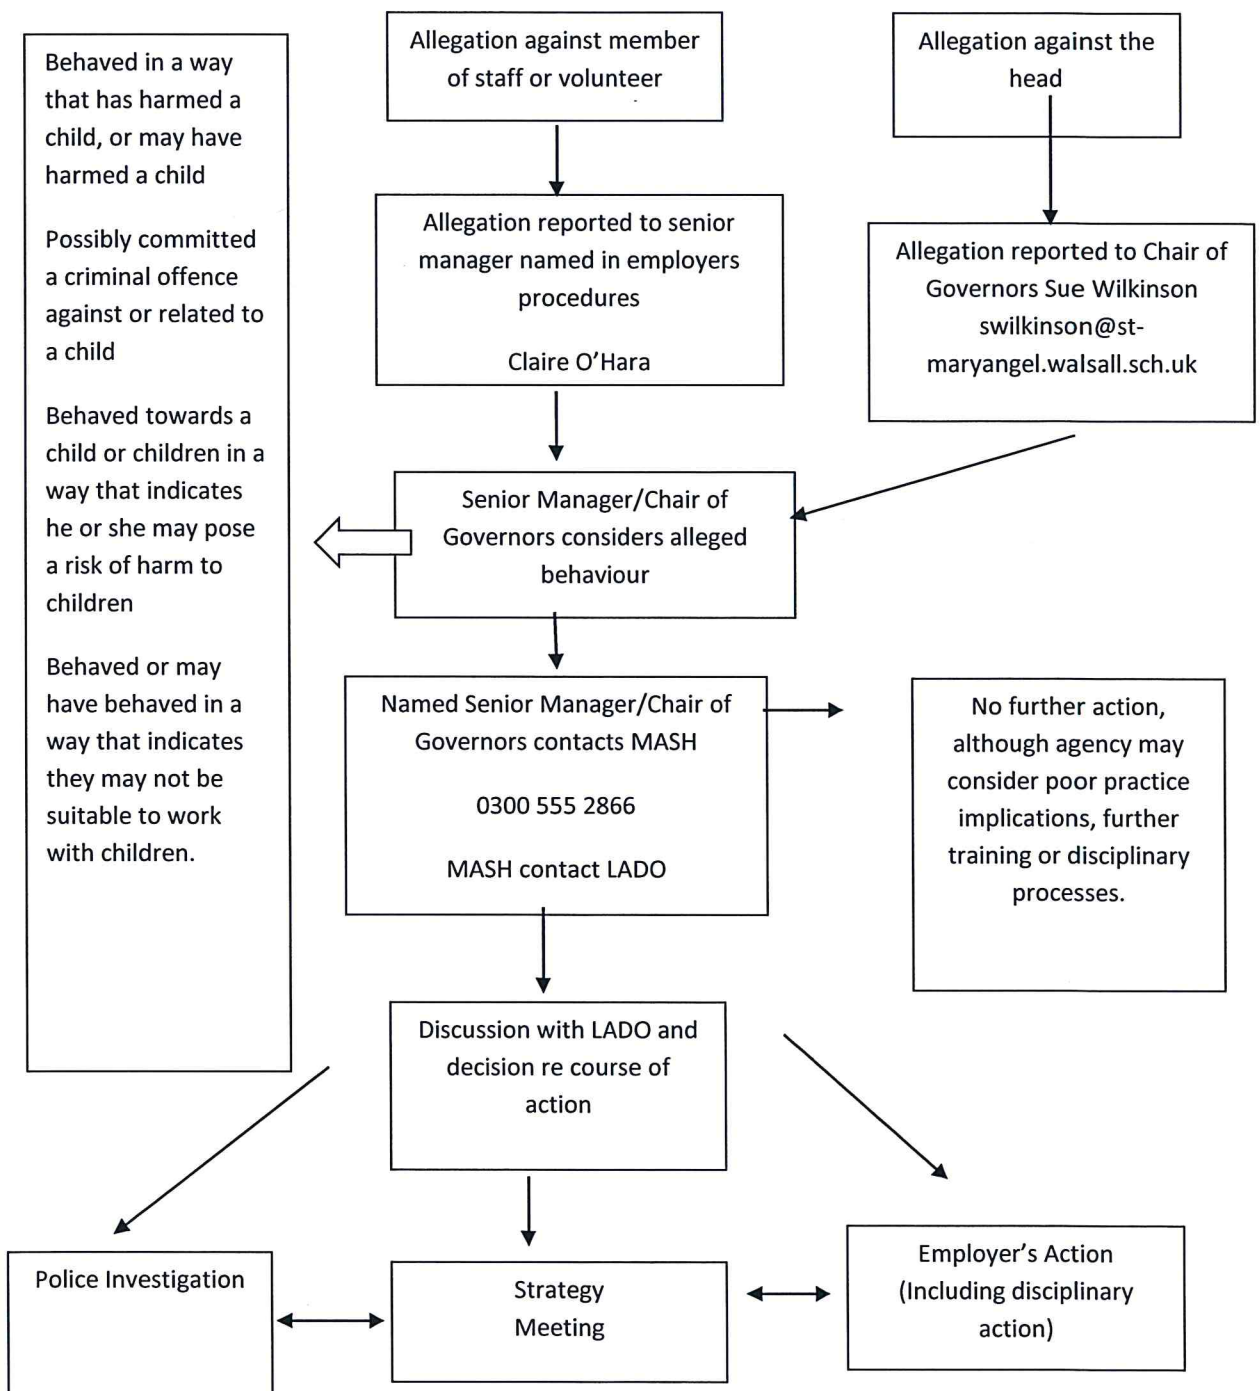 Behaved in a way
that has harmed a
child, or may have
harmed a child
Possibly committed
a criminal offence
against or related to
a child
Behaved towards a
child or children in a
way that indicates
he or she may pose
a risk of harm to
children
Behaved or may
have behaved in a
way that indicates
they may not be
suitable to work
with children.
Allegation against member
of staff or volunteer
Allegation against the
head
Allegation reported to senior
manager named in employers
procedures
Claire O'Hara
Allegation reported to Chair of
Governors Sue Wilkinson
swilkinson@st-
maryangel.walsall.sch.uk
Senior Manager/Chair of
Governors considers alleged
behaviour
Named Senior Manager/Chair of
Governors contacts MASH
0300 555 2866
MASH contact LADO
No further action,
although agency may
consider poor practice
implications, further
training or disciplinary
processes.
Discussion with LADO and
decision re course of
action
Police Investigation
Strategy
Meeting
Employer's Action
(Including disciplinary
action)